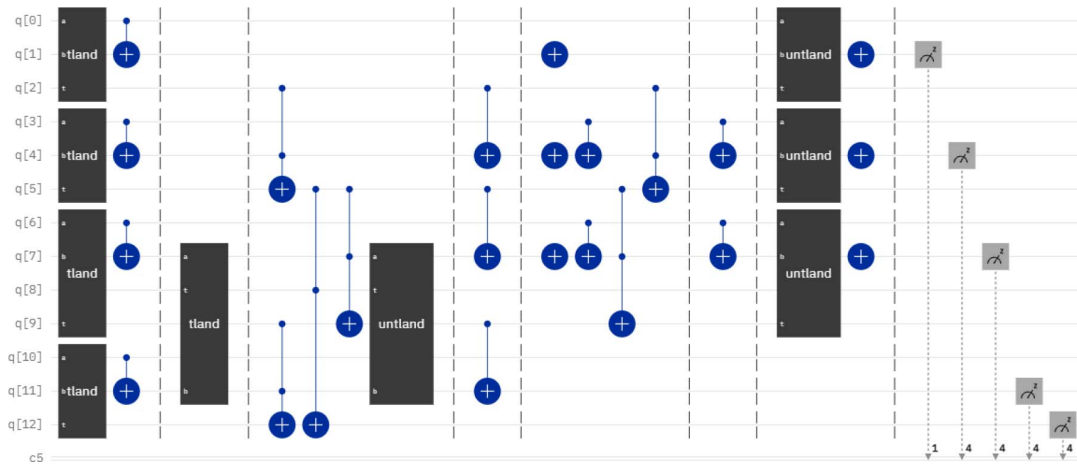 q[0] a
q[1] b tland untland
q[2] t
q[3] a
q[4] b tland untland
q[5] t
q[6] a
q[7] b a a b
q[8] tland t t untland
q[9] t tland untland t
q[10] a
q[11] b tland b b
q[12] t
c5 1 4 4 4 4
a z
t z
a z
t z
a z
t